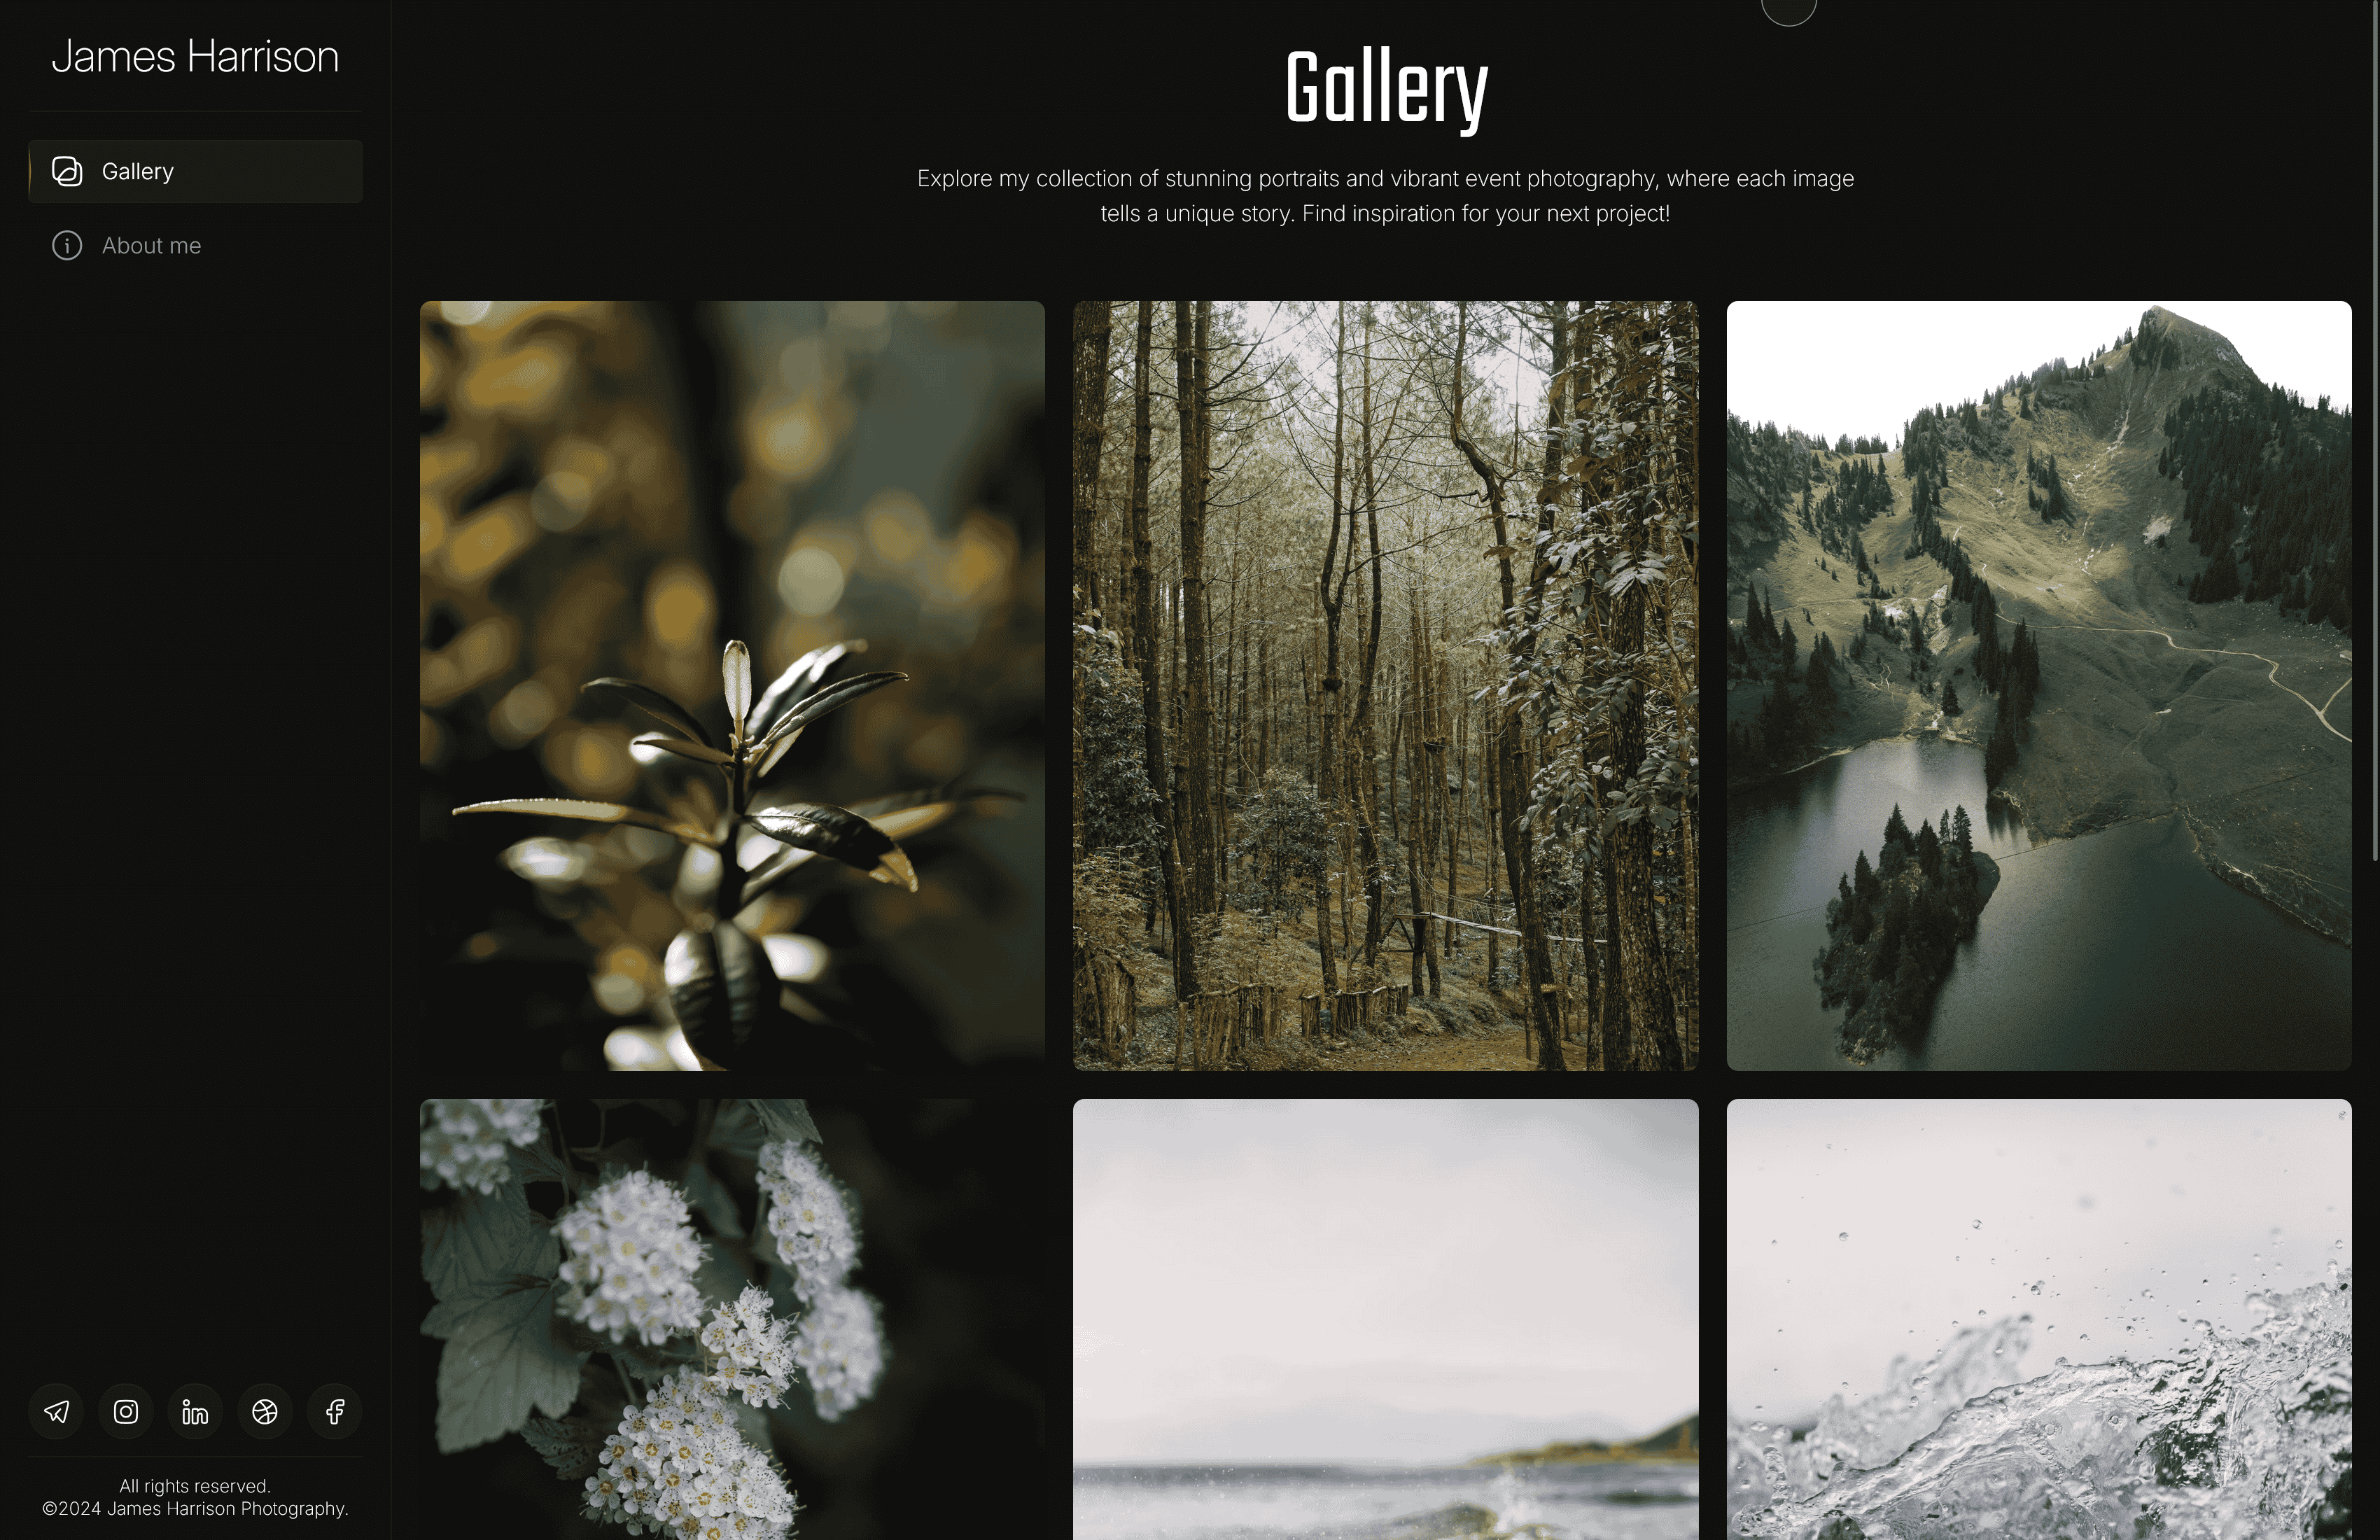 James Harrison
Gallery
About me
Gallery
Explore my collection of stunning portraits and vibrant event photography, where each image
tells a unique story. Find inspiration for your next project!
All rights reserved.
©2024 James Harrison Photography.